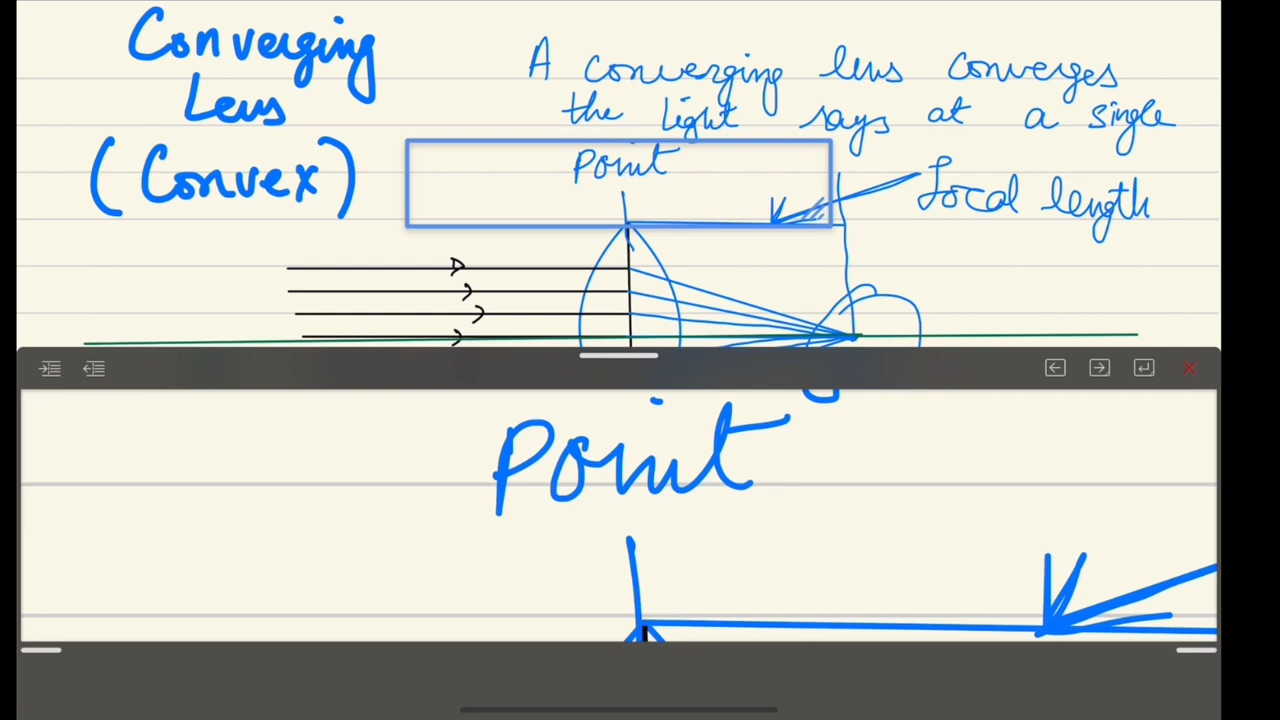 Converging
Lens
(Convex)
A converging lens converges
the light rays at a single
point
focal length
point